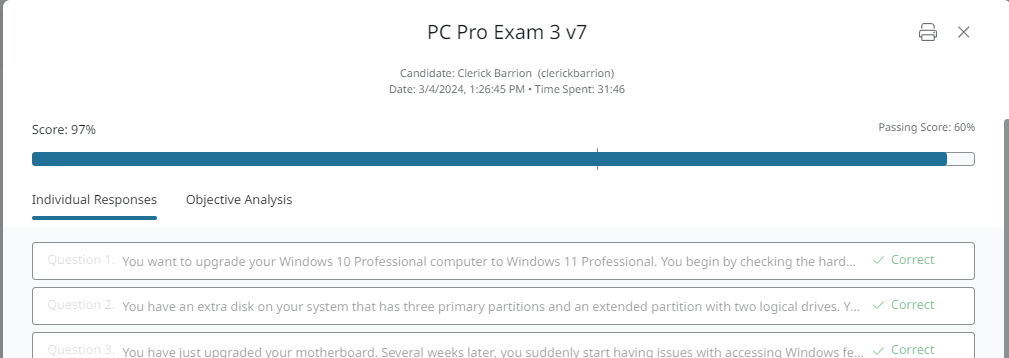 PC Pro Exam 3 v7
Candidate: Clerick Barrion (clerickbarrion)
Date: 3/4/2024, 1:26:45 PM • Time Spent: 31:46
Score: 97%
Passing Score: 60%
Individual Responses
Objective Analysis
Question 1. You want to upgrade your Windows 10 Professional computer to Windows 11 Professional. You begin by checking the hard... Correct
Question 2. You have an extra disk on your system that has three primary partitions and an extended partition with two logical drives. Y... Correct
Question 3. You have just upgraded your motherboard. Several weeks later, you suddenly start having issues with accessing Windows fe... Correct